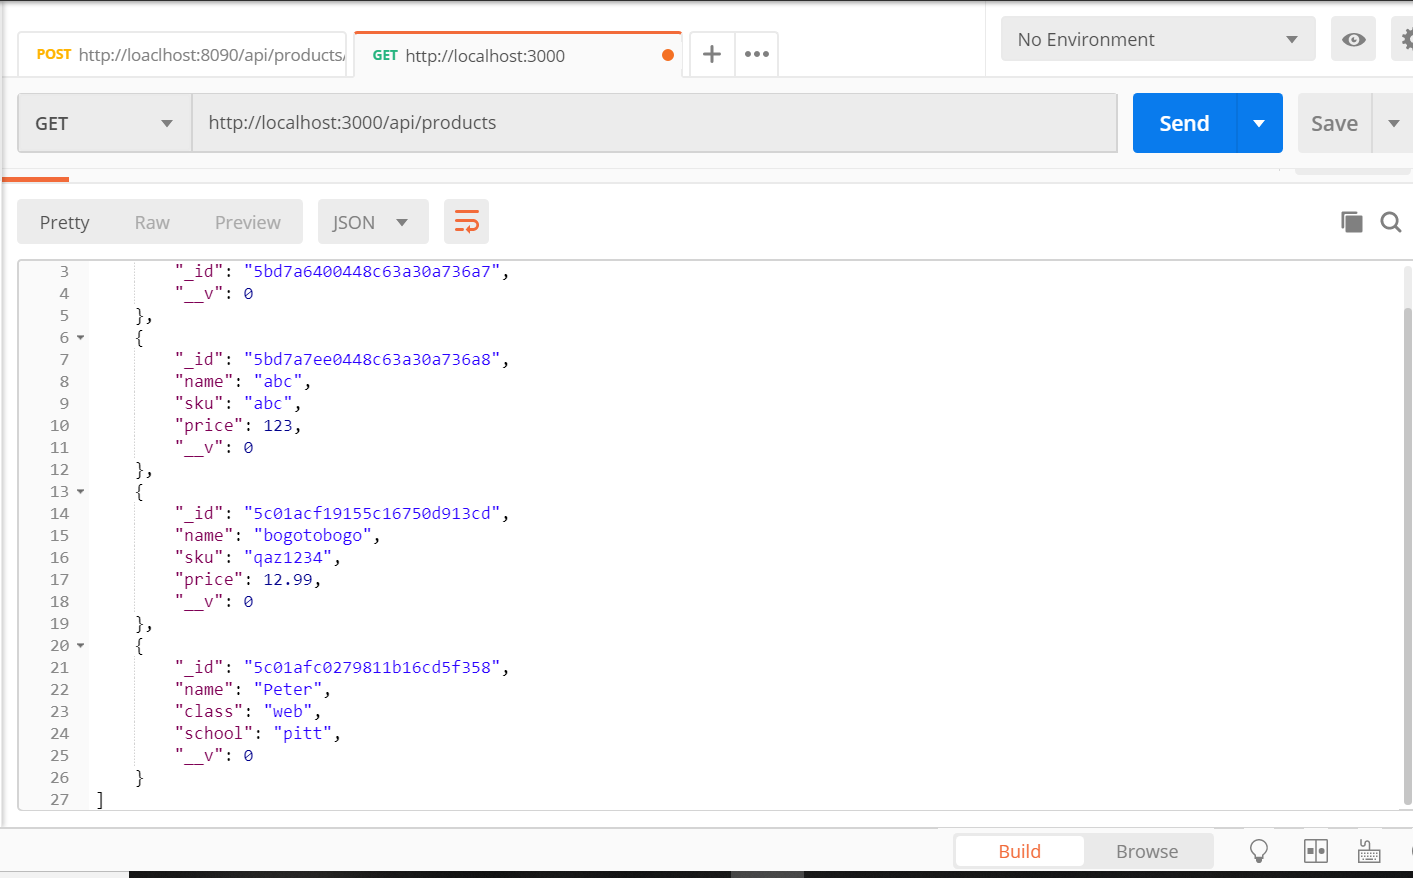 POST http://loaclhost:8090/api/products/
GET http://localhost:3000
No Environment
GET
http://localhost:3000/api/products
Send
Save
Pretty
Raw
Preview
JSON
3 "_id": "5bd7a6400448c63a30a736a7",
4 "__v": 0
5 },
6 {
7 "_id": "5bd7a7ee0448c63a30a736a8",
8 "name": "abc",
9 "sku": "abc",
10 "price": 123,
11 "__v": 0
12 },
13 {
14 "_id": "5c01acf19155c16750d913cd",
15 "name": "bogotobogo",
16 "sku": "qaz1234",
17 "price": 12.99,
18 "__v": 0
19 },
20 {
21 "_id": "5c01afc0279811b16cd5f358",
22 "name": "Peter",
23 "class": "web",
24 "school": "pitt",
25 "__v": 0
26 }
27 ]
Build
Browse